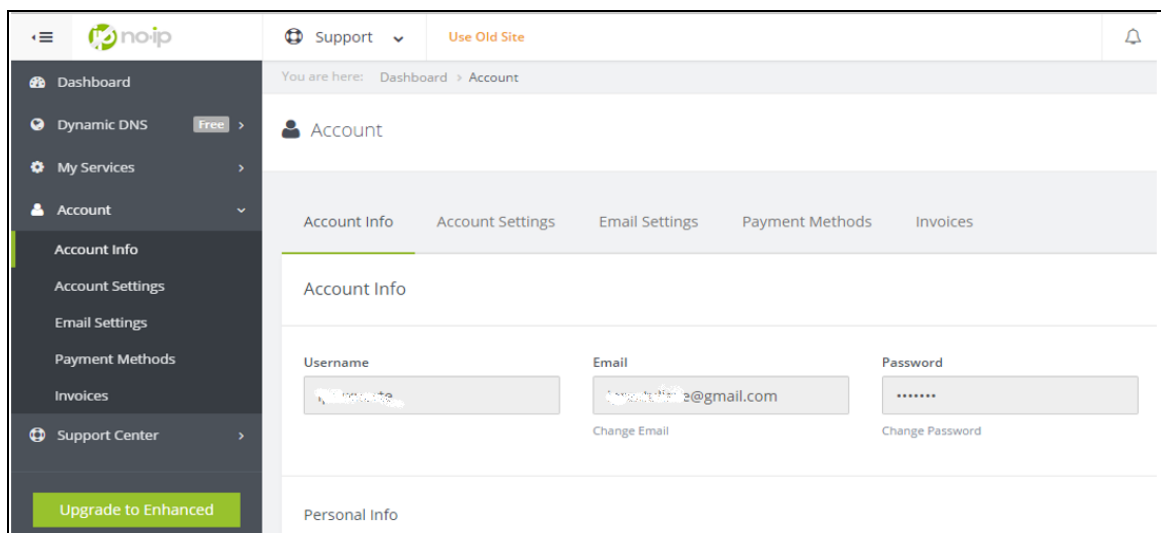 no-ip
Support
Use Old Site
Dashboard
Dynamic DNS
Free
My Services
Account
Account Info
Account Settings
Email Settings
Payment Methods
Invoices
Support Center
Upgrade to Enhanced
You are here: Dashboard > Account
Account
Account Info Account Settings Email Settings Payment Methods Invoices
Account Info
Username Email Password
e@gmail.com •••••••
Change Email Change Password
Personal Info